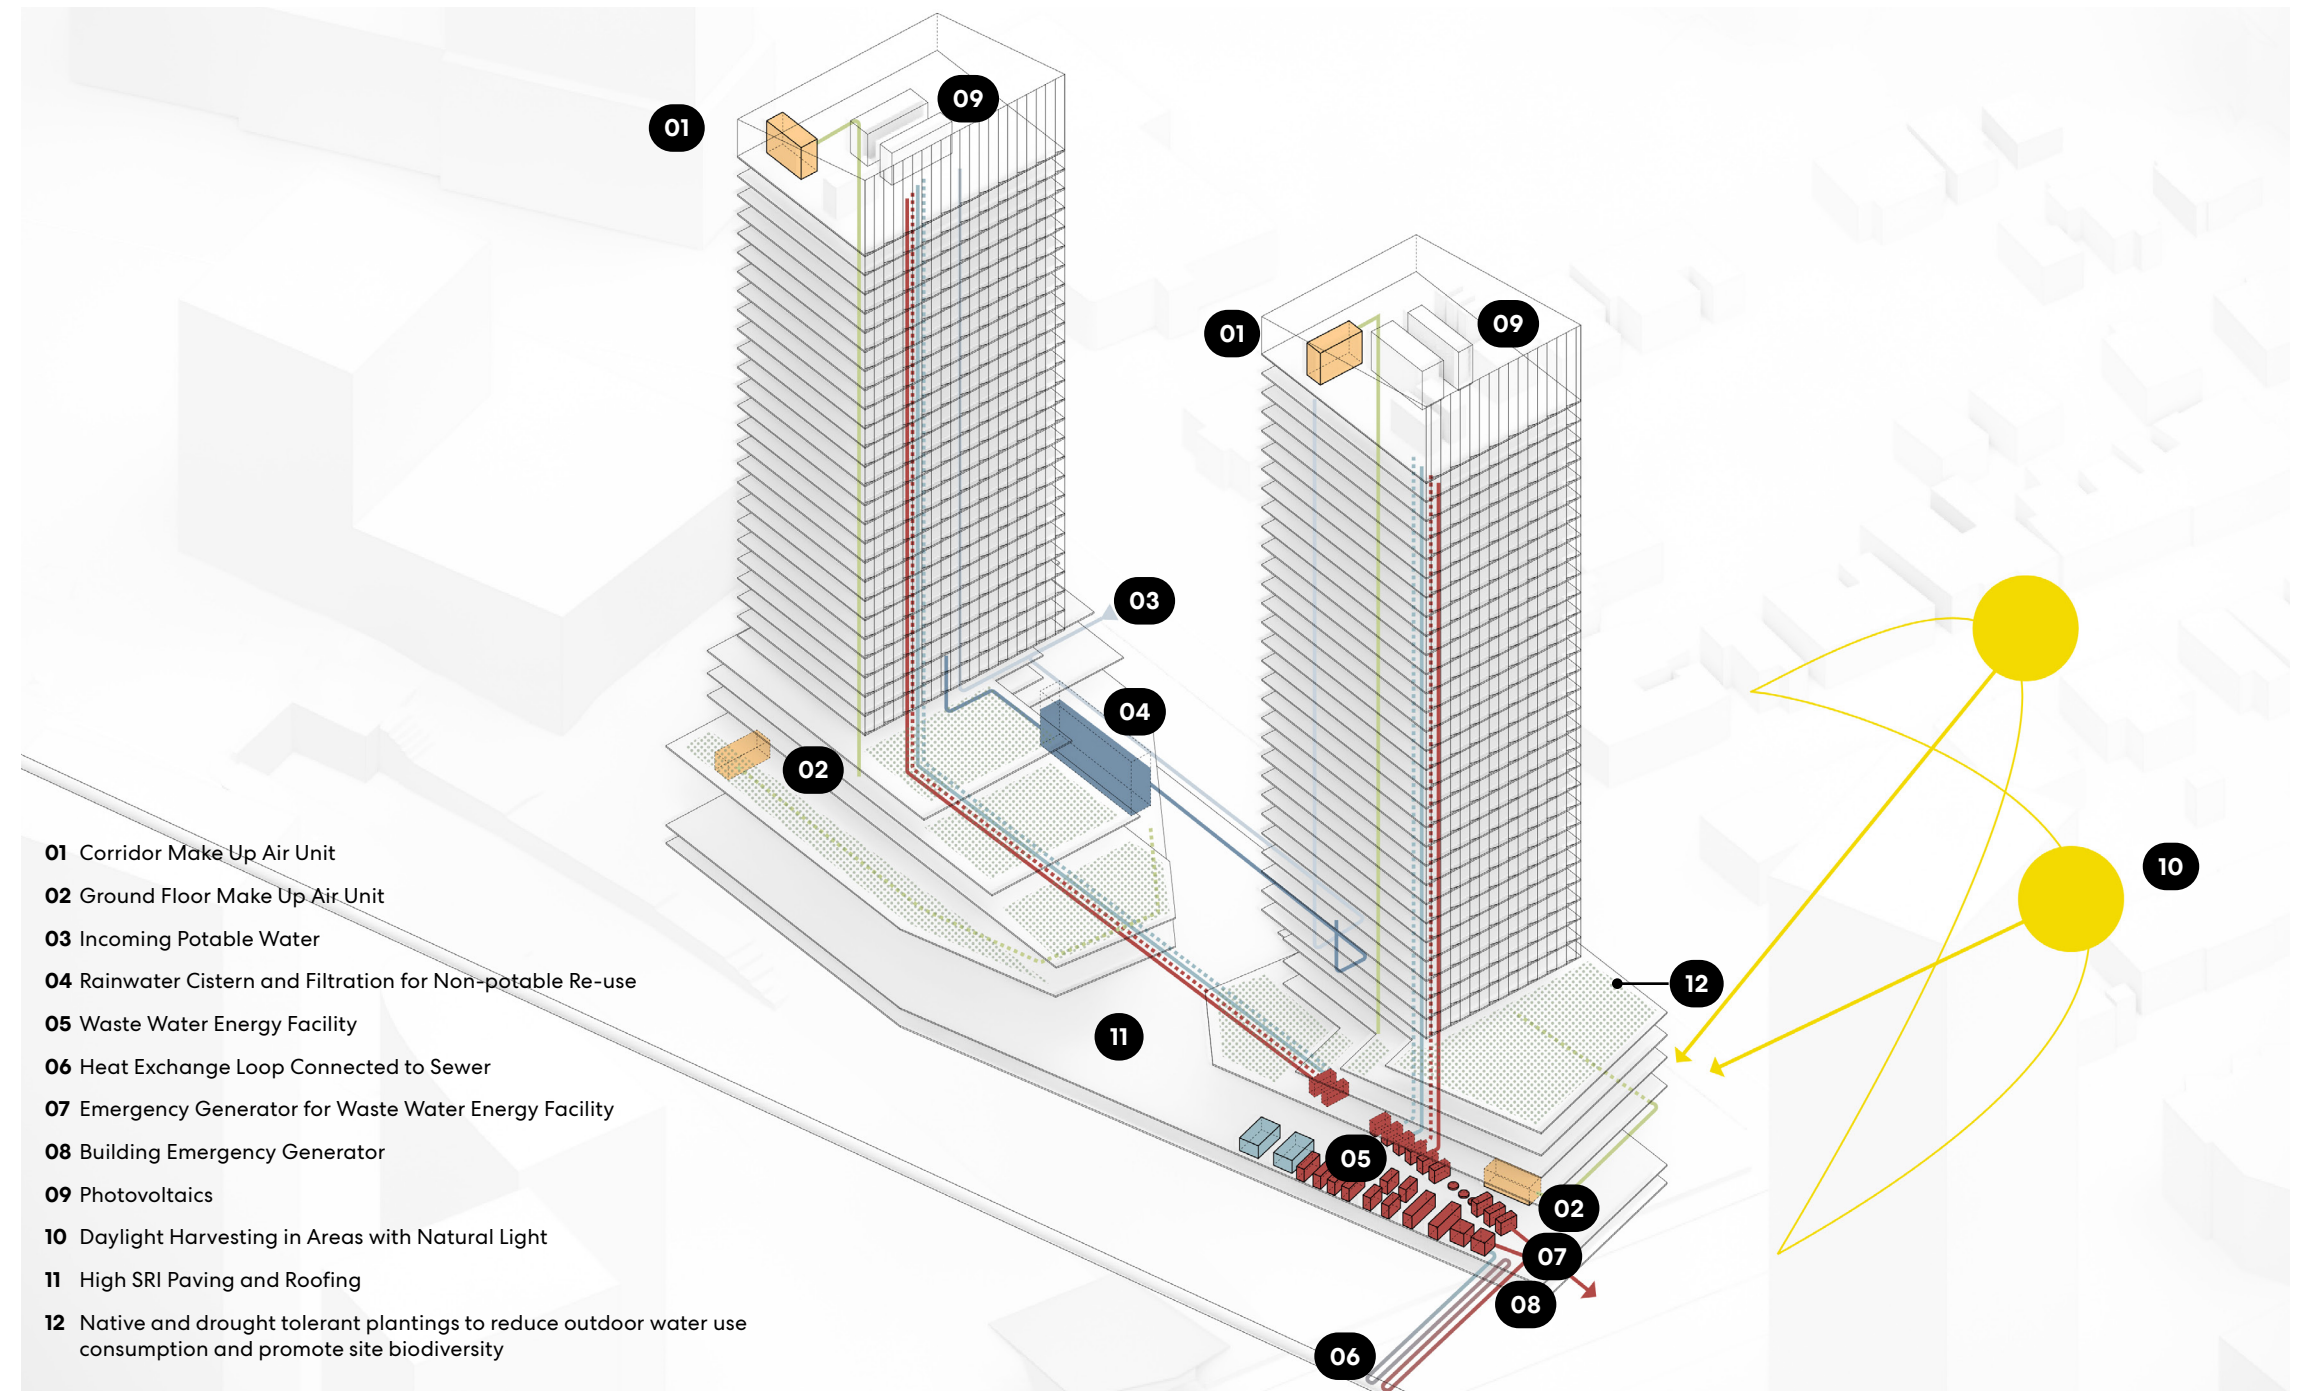 09
01
09
01
03
04
02
10
12
11
05
02
07
08
06
01 Corridor Make Up Air Unit
02 Ground Floor Make Up Air Unit
03 Incoming Potable Water
04 Rainwater Cistern and Filtration for Non-potable Re-use
05 Waste Water Energy Facility
06 Heat Exchange Loop Connected to Sewer
07 Emergency Generator for Waste Water Energy Facility
08 Building Emergency Generator
09 Photovoltaics
10 Daylight Harvesting in Areas with Natural Light
11 High SRI Paving and Roofing
12 Native and drought tolerant plantings to reduce outdoor water use
consumption and promote site biodiversity